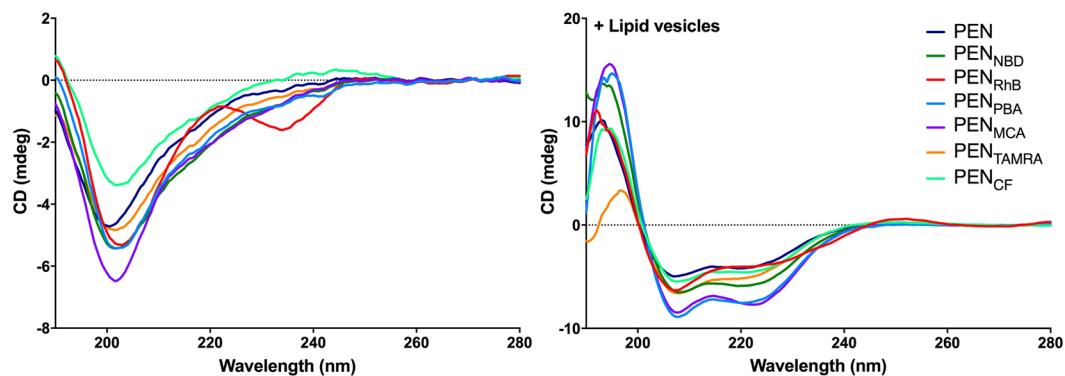 2
0
-2
-4
-6
-8
CD (mdeg)
200
220
240
260
280
Wavelength (nm)
+ Lipid vesicles
20
10
0
-10
CD (mdeg)
200
220
240
260
280
Wavelength (nm)
PEN
PENNBD
PENRhB
PENPBA
PENMCA
PENTAMRA
PENCF